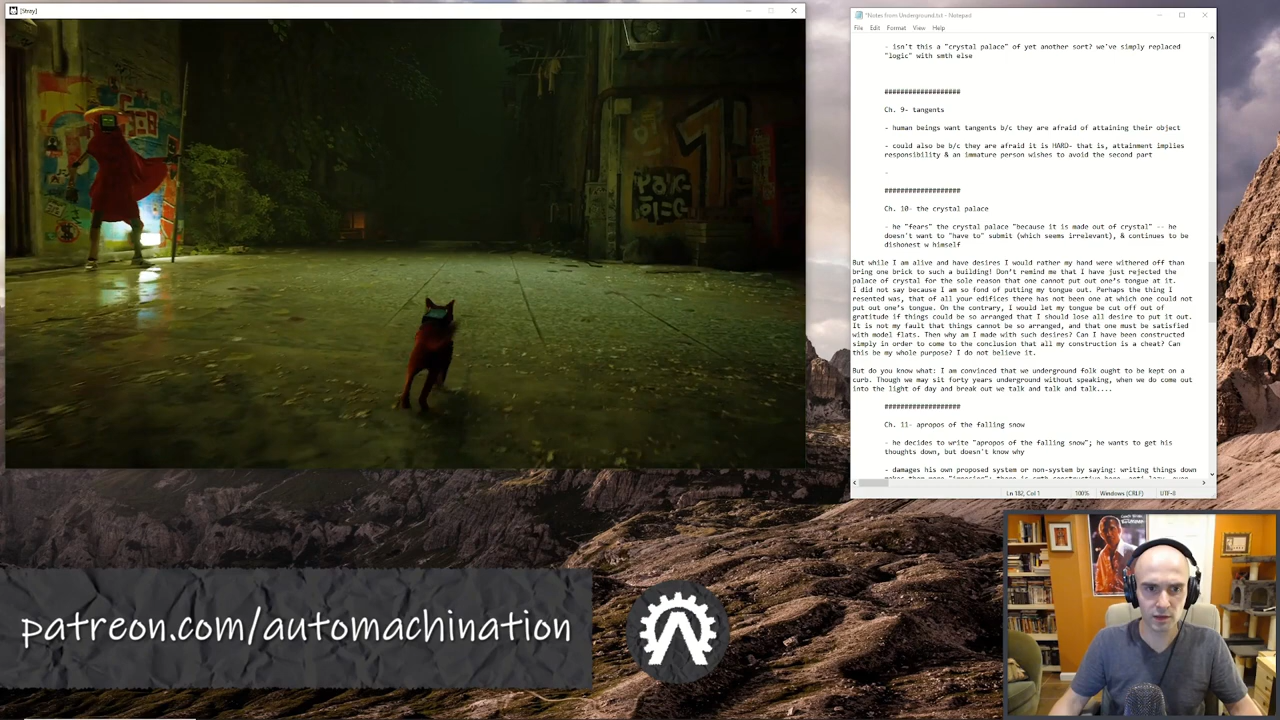 [Stray]
*Notes from Underground.txt - Notepad
File Edit Format View Help
- isn't this a "crystal palace" of yet another sort? we've simply replaced
"logic" with smth else
###################
Ch. 9- tangents
- human beings want tangents b/c they are afraid of attaining their object
- could also be b/c they are afraid it is HARD- that is, attainment implies
responsibility & an immature person wishes to avoid the second part
-
###################
Ch. 10- the crystal palace
- he "fears" the crystal palace "because it is made out of crystal" -- he
doesn't want to "have to" submit (which seems irrelevant), & continues to be
dishonest w himself
But while I am alive and have desires I would rather my hand were withered off than
bring one brick to such a building! Don't remind me that I have just rejected the
palace of crystal for the sole reason that one cannot put out one's tongue at it.
I did not say because I am so fond of putting my tongue out. Perhaps the thing I
resented was, that of all your edifices there has not been one at which one could not
put out one's tongue. On the contrary, I would let my tongue be cut off out of
gratitude if things could be so arranged that I should lose all desire to put it out.
It is not my fault that things cannot be so arranged, and that one must be satisfied
with model flats. Then why am I made with such desires? Can I have been constructed
simply in order to come to the conclusion that all my construction is a cheat? Can
this be my whole purpose? I do not believe it.
But do you know what: I am convinced that we underground folk ought to be kept on a
curb. Though we may sit forty years underground without speaking, when we do come out
into the light of day and break out we talk and talk and talk....
###################
Ch. 11- apropos of the falling snow
- he decides to write "apropos of the falling snow"; he wants to get his
thoughts down, but doesn't know why
- damages his own proposed system or non-system by saying: writing things down
Ln 182, Col 1 100% Windows (CRLF) UTF-8
patreon.com/automachination